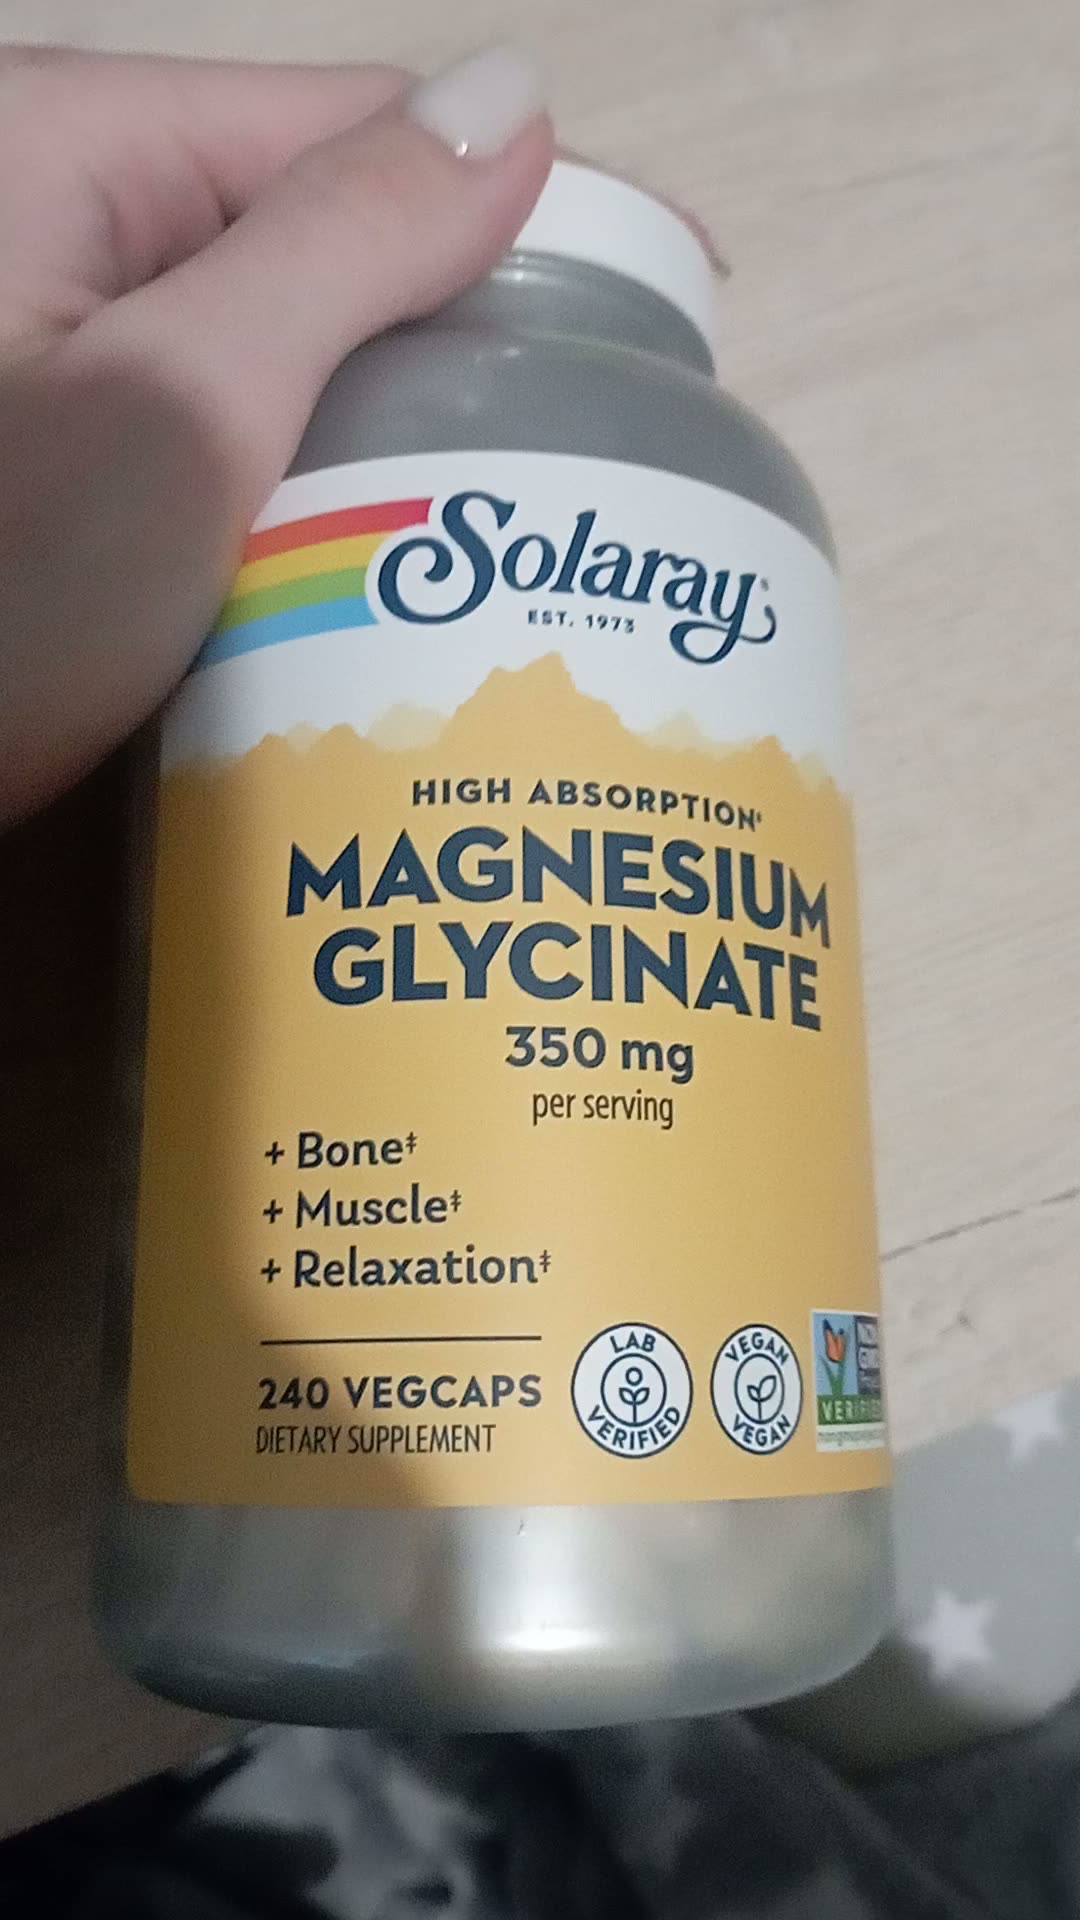 Solaray
EST. 1973
HIGH ABSORPTION‡
MAGNESIUM
GLYCINATE
350 mg
per serving
+ Bone‡
+ Muscle‡
+ Relaxation‡
240 VEGCAPS
DIETARY SUPPLEMENT
LAB
VERIFIED
VEGAN
VEGAN